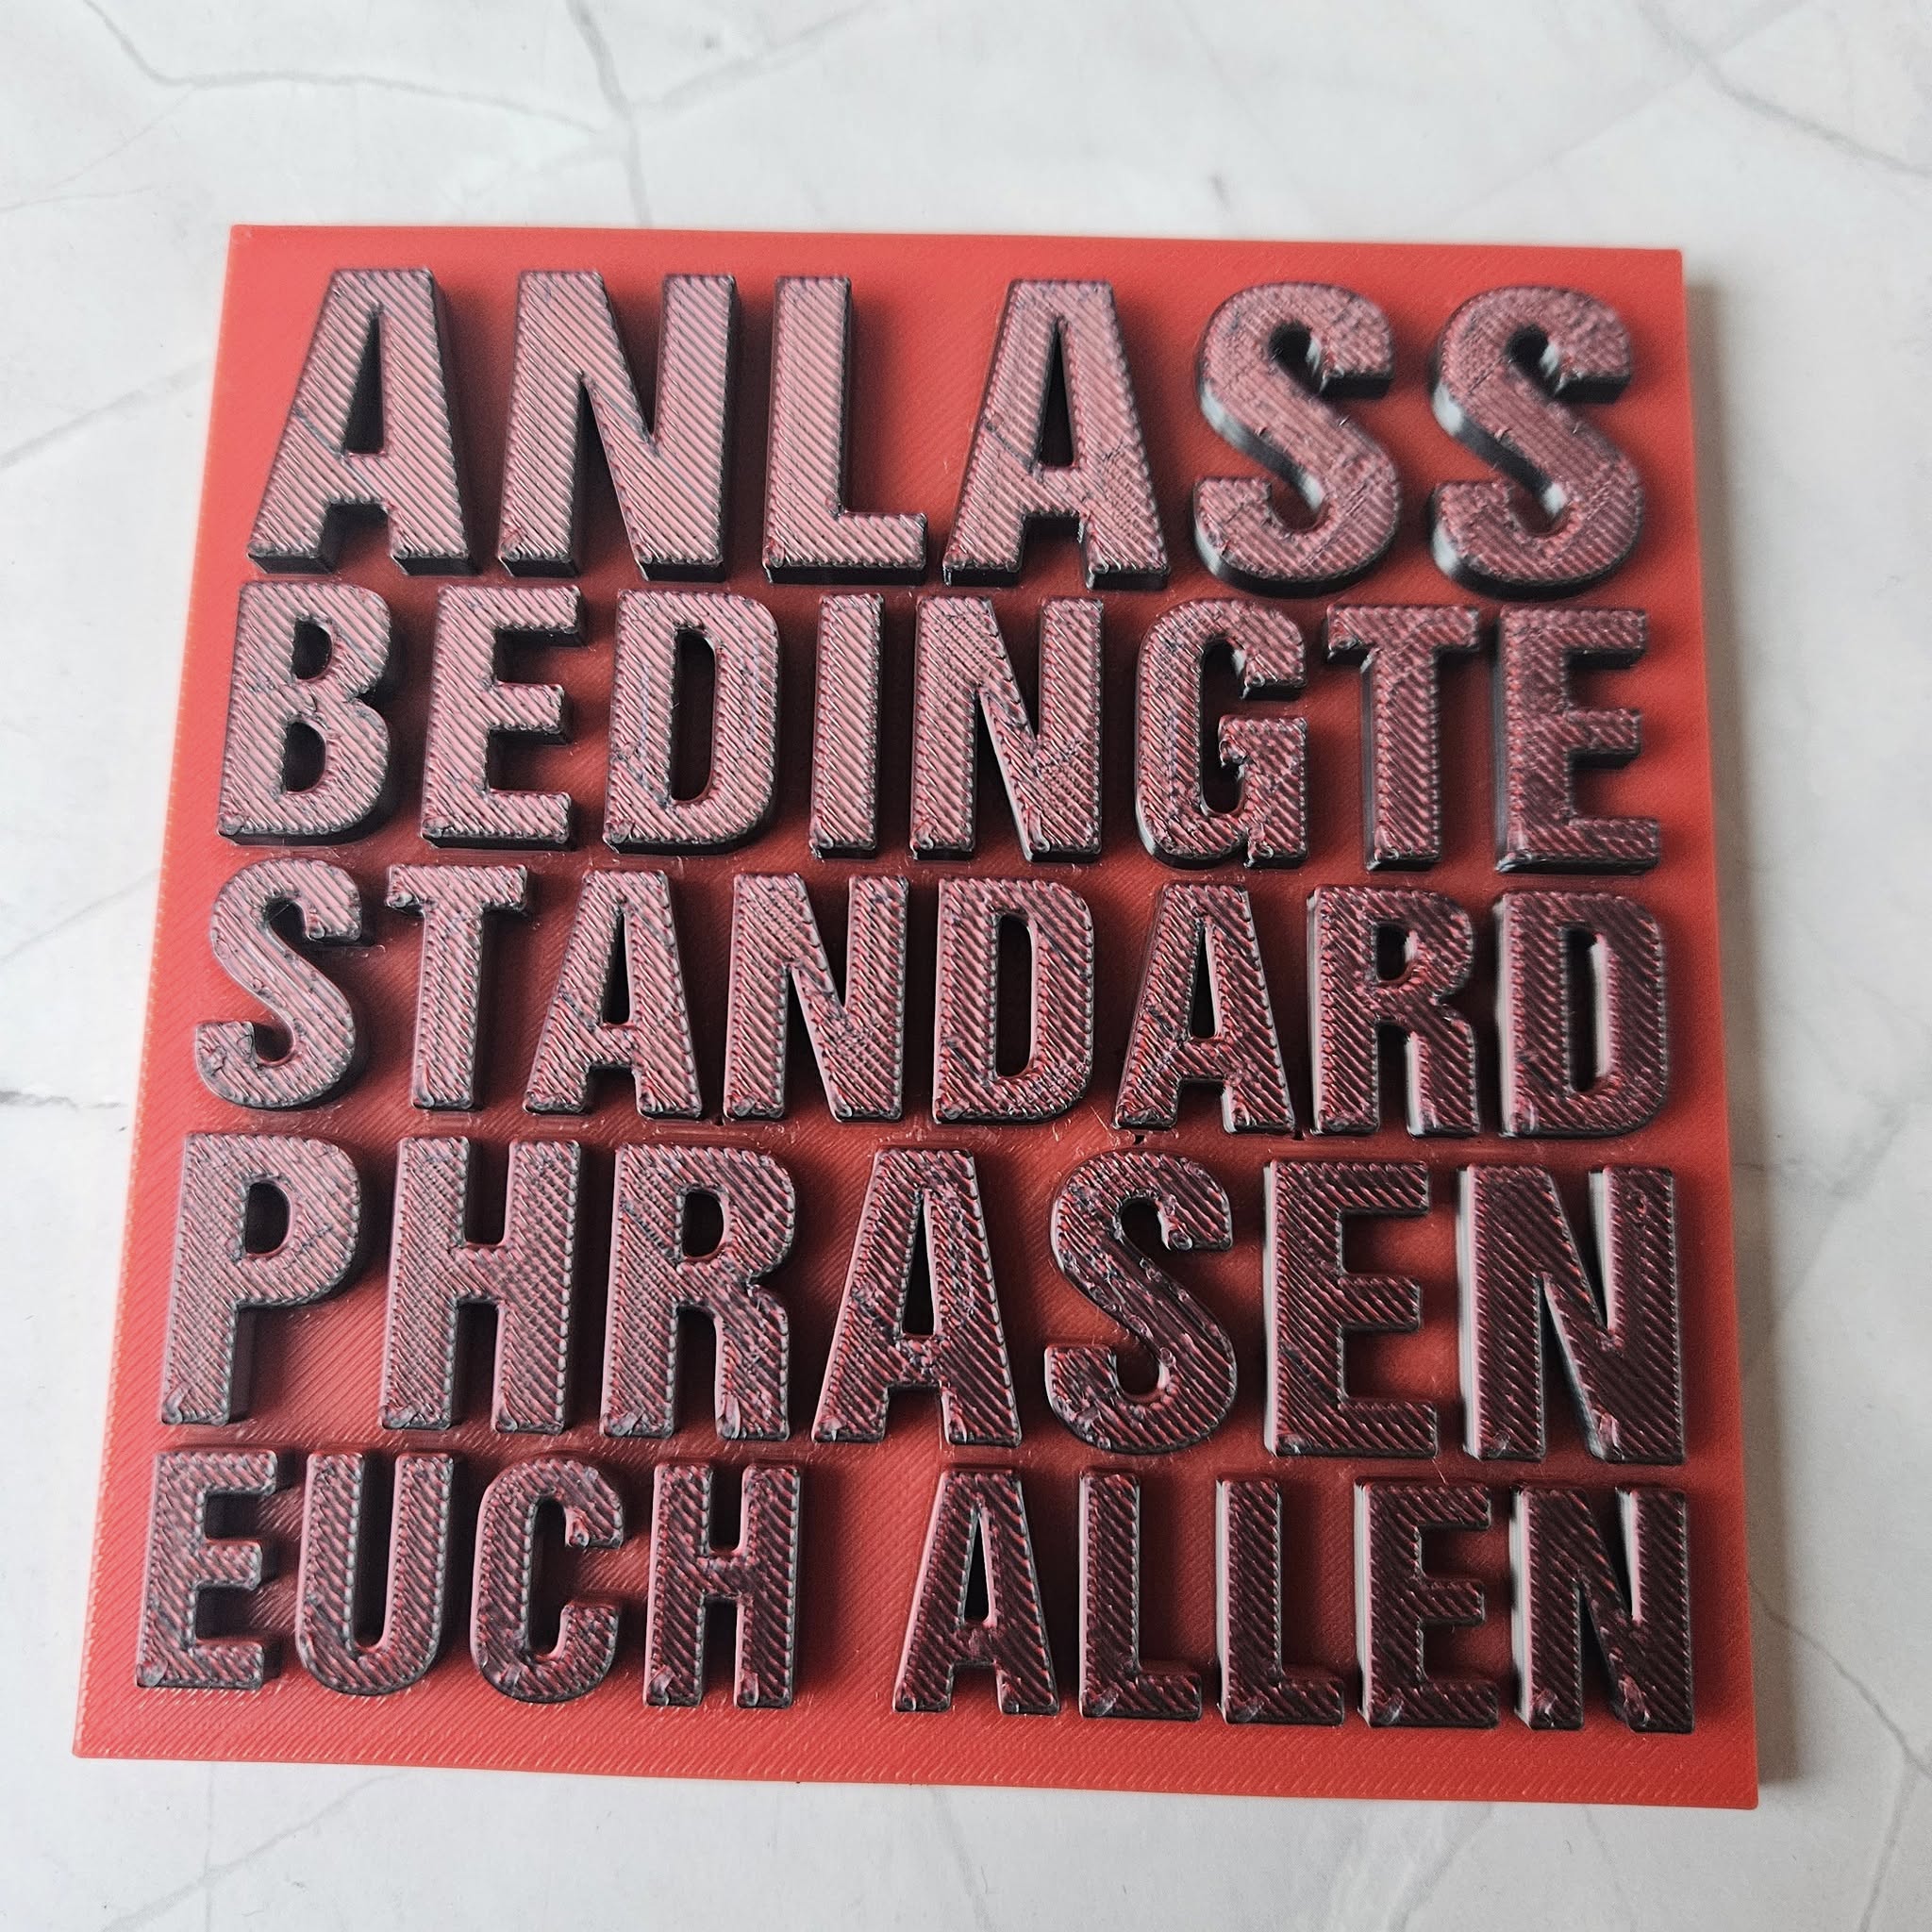 ANLASS
BEDINGTE
STANDARD
PHRASEN
EUCH ALLEN